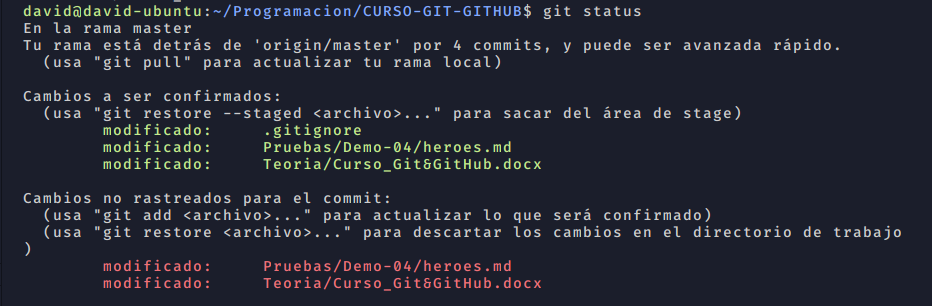 david@david-ubuntu:~/Programacion/CURSO-GIT-GITHUB$ git status
En la rama master
Tu rama está detrás de 'origin/master' por 4 commits, y puede ser avanzada rápido.
(usa "git pull" para actualizar tu rama local)
Cambios a ser confirmados:
(usa "git restore --staged <archivo>..." para sacar del área de stage)
modificado: .gitignore
modificado: Pruebas/Demo-04/heroes.md
modificado: Teoria/Curso_Git&GitHub.docx
Cambios no rastreados para el commit:
(usa "git add <archivo>..." para actualizar lo que será confirmado)
(usa "git restore <archivo>..." para descartar los cambios en el directorio de trabajo
)
modificado: Pruebas/Demo-04/heroes.md
modificado: Teoria/Curso_Git&GitHub.docx